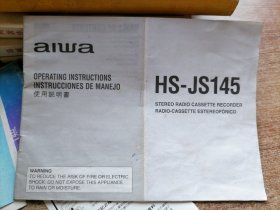 aiwa
OPERATING INSTRUCTIONS
INSTRUCCIONES DE MANEJO
使用說明書
WARNING
TO REDUCE THE RISK OF FIRE OR ELECTRIC
SHOCK, DO NOT EXPOSE THIS APPLIANCE
TO RAIN OR MOISTURE.
HS-JS145
STEREO RADIO CASSETTE RECORDER
RADIO-CASSETTE ESTEREOFÓNICO